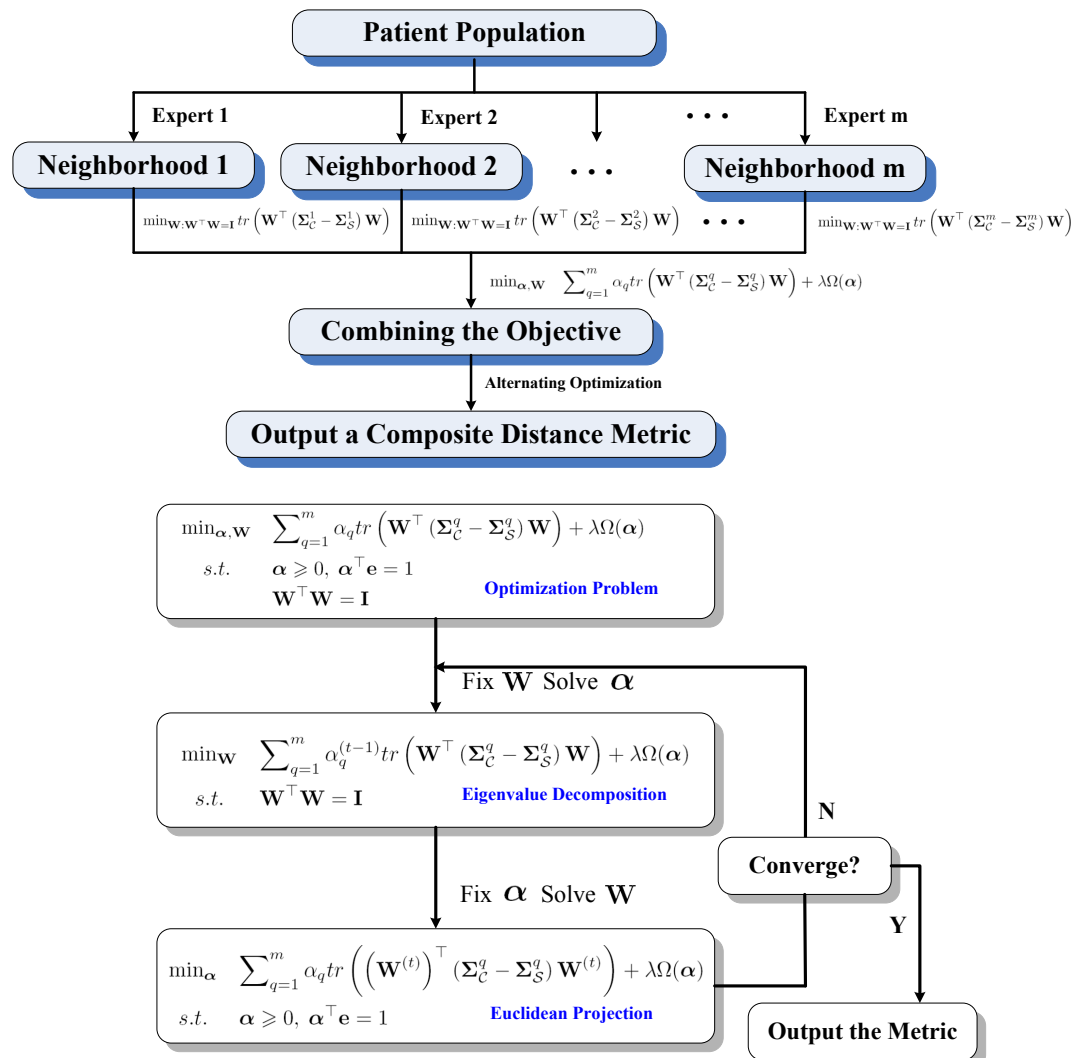 Patient Population
Expert 1
Expert 2
• • •
Expert m
Neighborhood 1
Neighborhood 2
• • •
Neighborhood m
min_{W:W^⊤W=I} tr(W^⊤(Σ_C^1 − Σ_S^1)W)
min_{W:W^⊤W=I} tr(W^⊤(Σ_C^2 − Σ_S^2)W)
• • •
min_{W:W^⊤W=I} tr(W^⊤(Σ_C^m − Σ_S^m)W)
min_{α,W} ∑_{q=1}^m α_q tr(W^⊤(Σ_C^q − Σ_S^q)W) + λΩ(α)
Combining the Objective
Alternating Optimization
Output a Composite Distance Metric
min_{α,W} ∑_{q=1}^m α_q tr(W^⊤(Σ_C^q − Σ_S^q)W) + λΩ(α)
s.t. α ⩾ 0, α^⊤e = 1
W^⊤W = I
Optimization Problem
Fix W Solve α
min_W ∑_{q=1}^m α_q^{(t−1)} tr(W^⊤(Σ_C^q − Σ_S^q)W) + λΩ(α)
s.t. W^⊤W = I
Eigenvalue Decomposition
N
Converge?
Fix α Solve W
Y
min_α ∑_{q=1}^m α_q tr((W^{(t)})^⊤(Σ_C^q − Σ_S^q)W^{(t)}) + λΩ(α)
s.t. α ⩾ 0, α^⊤e = 1
Euclidean Projection
Output the Metric